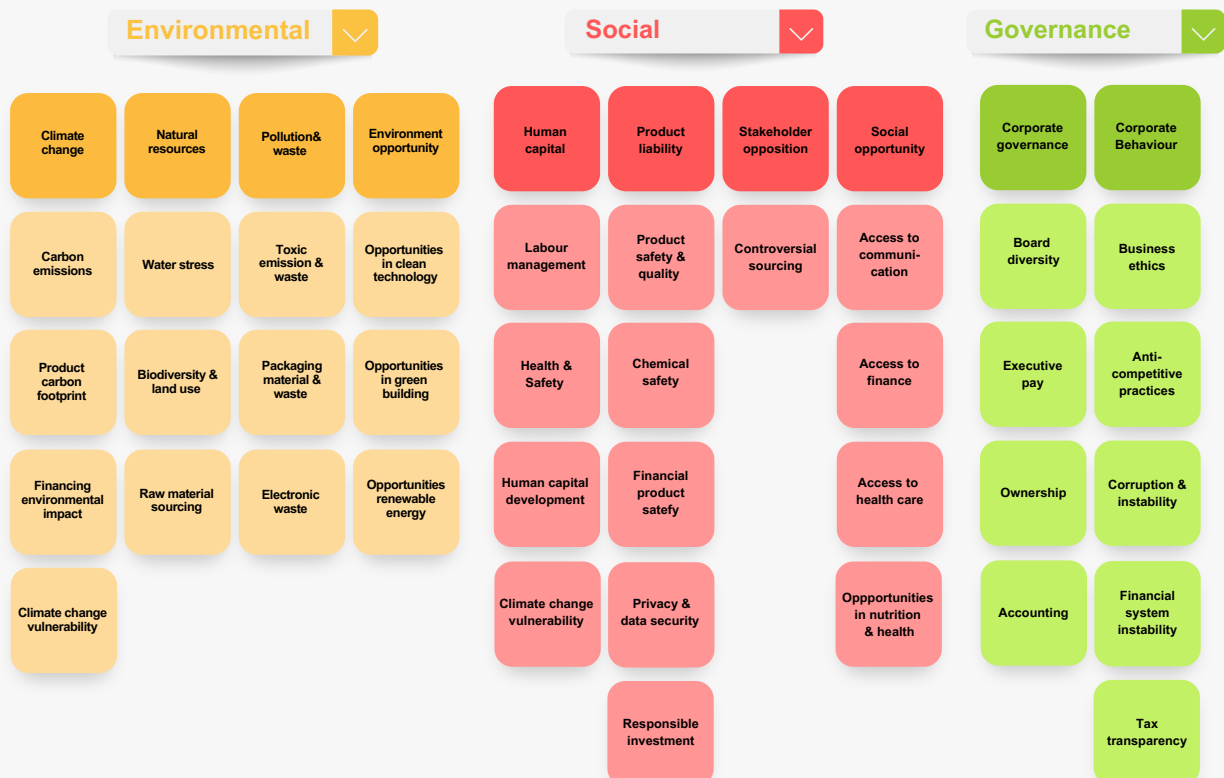 Environmental
Climate
change
Natural
resources
Pollution&
waste
Environment
opportunity
Carbon
emissions
Water stress
Toxic
emission &
waste
Opportunities
in clean
technology
Product
carbon
footprint
Biodiversity &
land use
Packaging
material &
waste
Opportunities
in green
building
Financing
environmental
impact
Raw material
sourcing
Electronic
waste
Opportunities
renewable
energy
Climate change
vulnerability
Social
Human
capital
Product
liability
Stakeholder
opposition
Social
opportunity
Labour
management
Product
safety &
quality
Controversial
sourcing
Access to
communi-
cation
Health &
Safety
Chemical
safety
Access to
finance
Human capital
development
Financial
product
satefy
Access to
health care
Climate change
vulnerability
Privacy &
data security
Oppportunities
in nutrition
& health
Responsible
investment
Governance
Corporate
governance
Corporate
Behaviour
Board
diversity
Business
ethics
Executive
pay
Anti-
competitive
practices
Ownership
Corruption &
instability
Accounting
Financial
system
instability
Tax
transparency